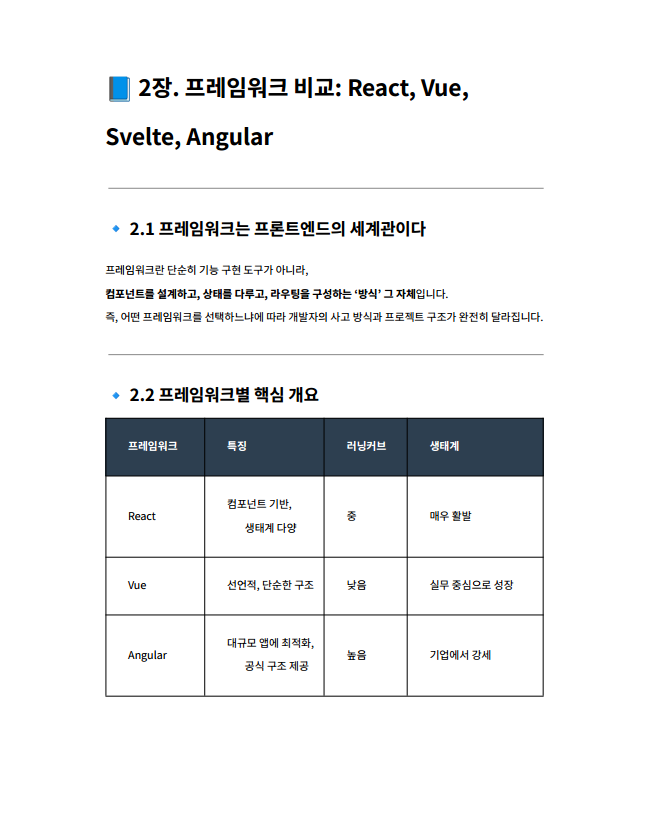 📘 2장. 프레임워크 비교: React, Vue,
Svelte, Angular
🔹 2.1 프레임워크는 프론트엔드의 세계관이다
프레임워크란 단순히 기능 구현 도구가 아니라,
컴포넌트를 설계하고, 상태를 다루고, 라우팅을 구성하는 ‘방식’ 그 자체입니다.
즉, 어떤 프레임워크를 선택하느냐에 따라 개발자의 사고 방식과 프로젝트 구조가 완전히 달라집니다.
🔹 2.2 프레임워크별 핵심 개요
프레임워크 특징 러닝커브 생태계
React 컴포넌트 기반, 중 매우 활발
생태계 다양
Vue 선언적, 단순한 구조 낮음 실무 중심으로 성장
Angular 대규모 앱에 최적화, 높음 기업에서 강세
공식 구조 제공